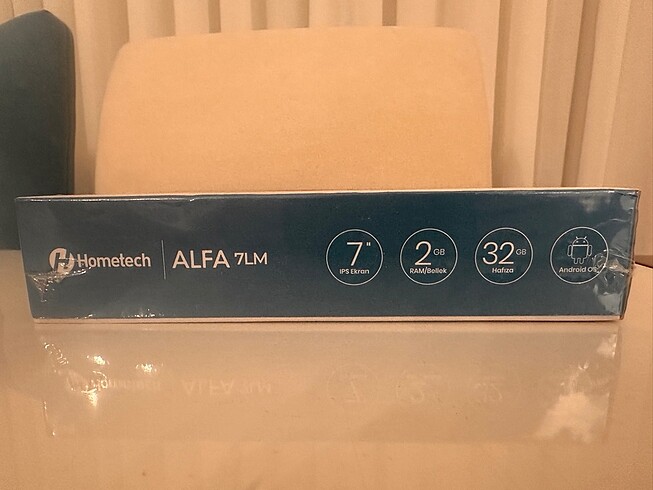 Hometech
ALFA 7LM
7"
IPS Ekran
2 GB
RAM/Bellek
32 GB
Hafıza
Android OS